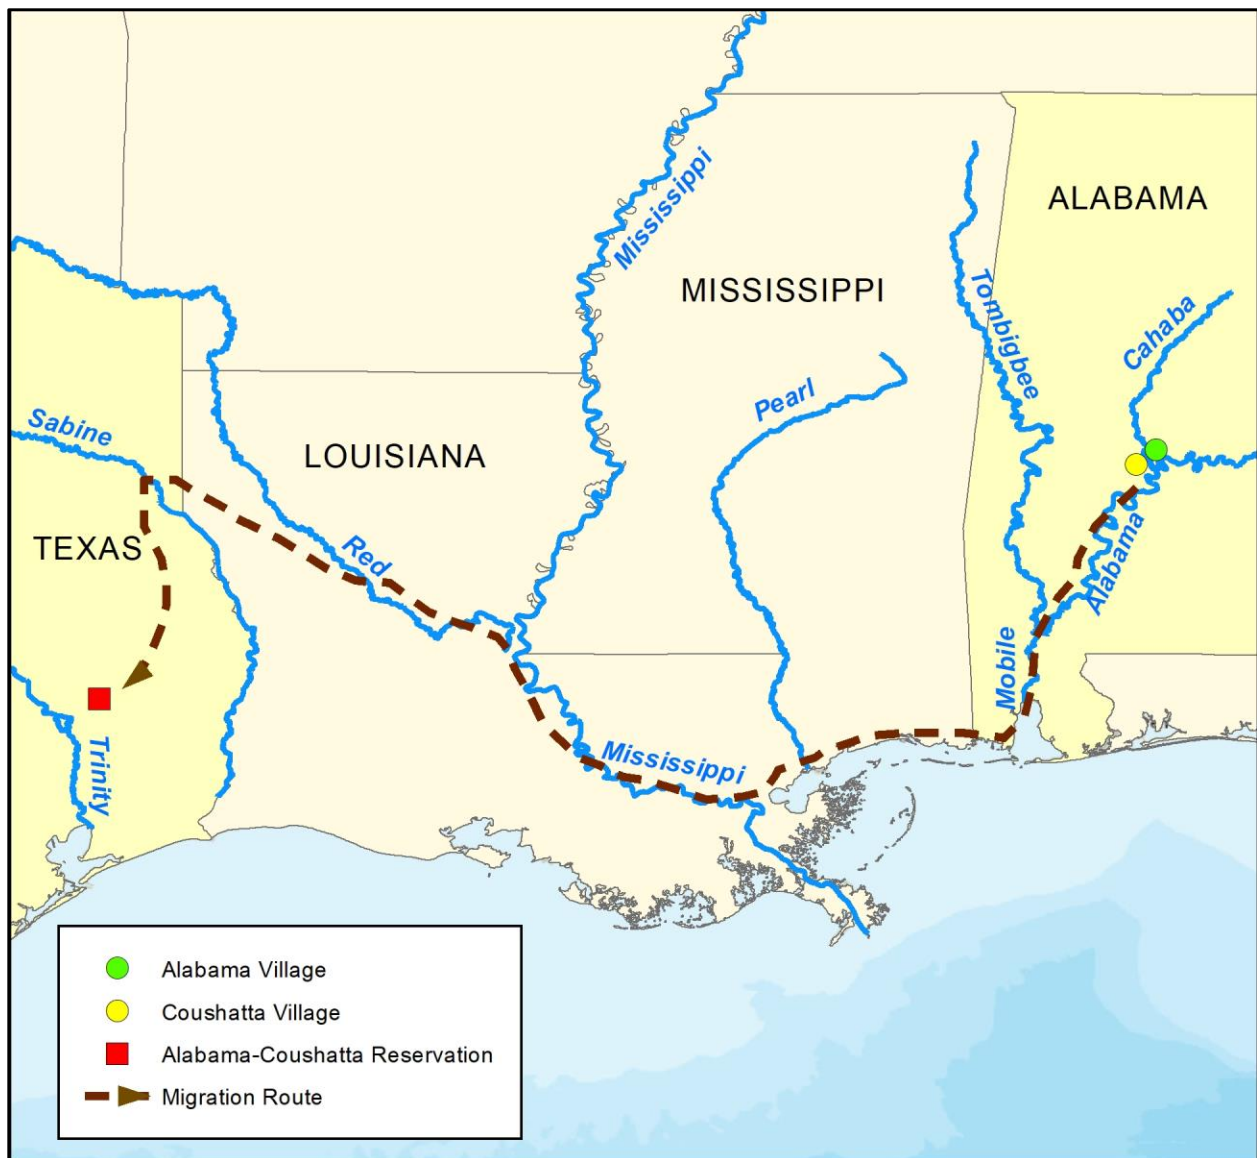 Mississippi
ALABAMA
MISSISSIPPI
Tombigbee
Cahaba
Pearl
Sabine
LOUISIANA
Red
TEXAS
Alabama
Mobile
Mississippi
Trinity
Alabama Village
Coushatta Village
Alabama-Coushatta Reservation
Migration Route